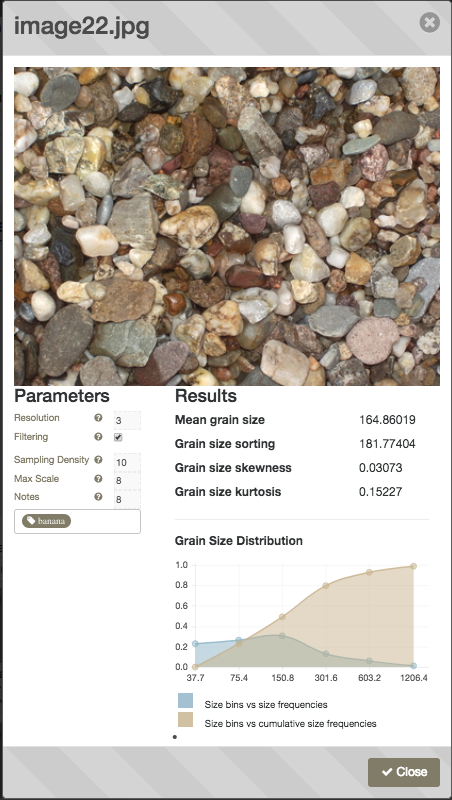 image22.jpg
Parameters
Resolution 3
Filtering
Sampling Density 10
Max Scale 8
Notes 8
banana
Results
Mean grain size 164.86019
Grain size sorting 181.77404
Grain size skewness 0.03073
Grain size kurtosis 0.15227
Grain Size Distribution
1.0
0.8
0.6
0.4
0.2
0.0
37.7 75.4 150.8 301.6 603.2 1206.4
Size bins vs size frequencies
Size bins vs cumulative size frequencies
Close